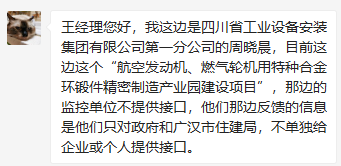 王经理您好，我这边是四川省工业设备安装
集团有限公司第一分公司的周晓晨，目前这
边这个“航空发动机、燃气轮机用特种合金
环锻件精密制造产业园建设项目”，那边的
监控单位不提供接口，他们那边反馈的信息
是他们只对政府和广汉市住建局，不单独给
企业或个人提供接口。